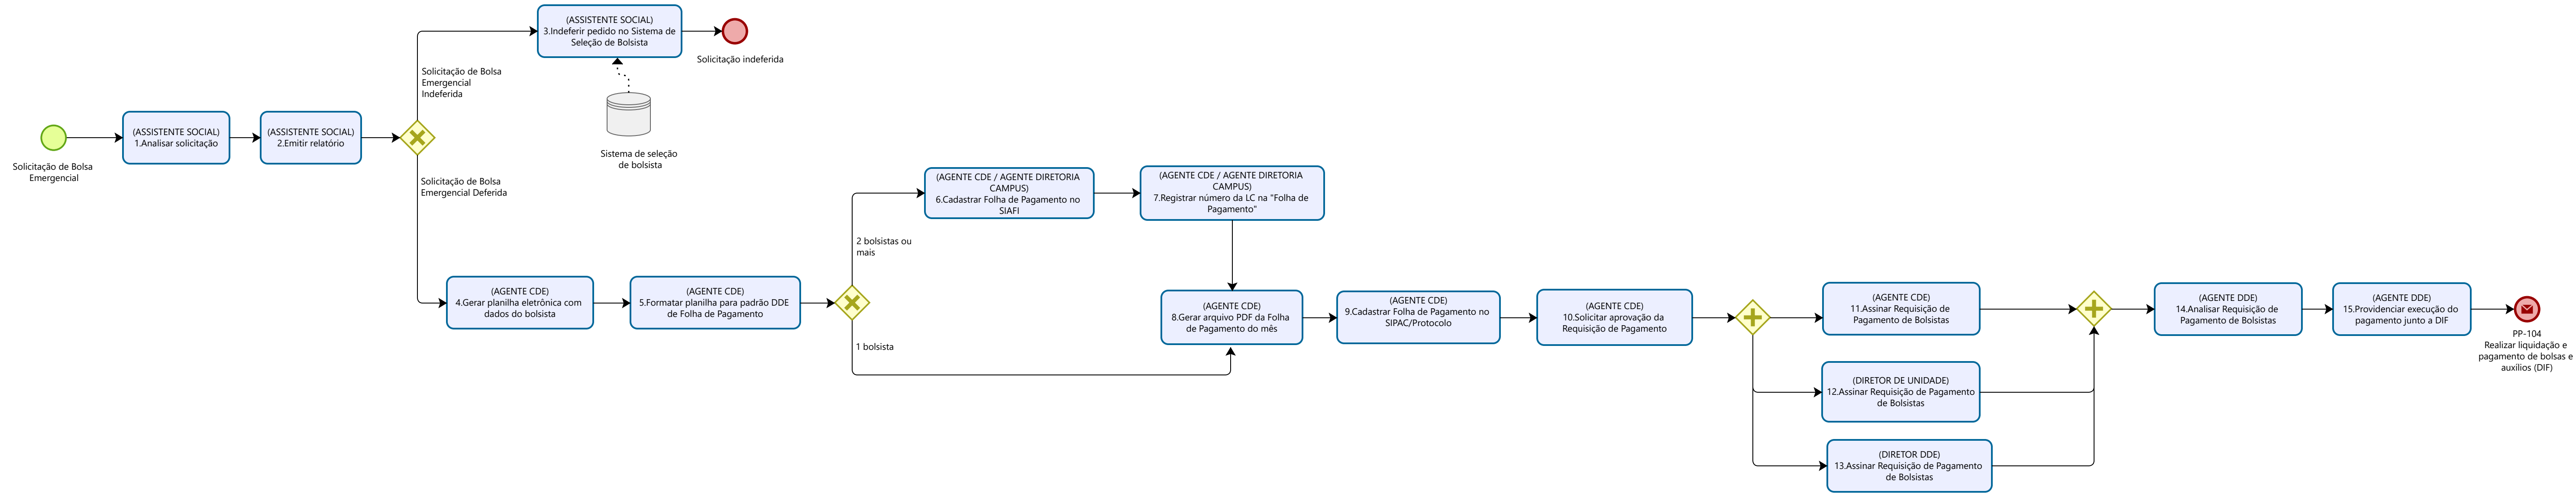 Solicitação de Bolsa
Emergencial
(ASSISTENTE SOCIAL)
1.Analisar solicitação
(ASSISTENTE SOCIAL)
2.Emitir relatório
Solicitação de Bolsa
Emergencial
Indeferida
(ASSISTENTE SOCIAL)
3.Indeferir pedido no Sistema de
Seleção de Bolsista
Solicitação indeferida
Sistema de seleção
de bolsista
Solicitação de Bolsa
Emergencial Deferida
(AGENTE CDE)
4.Gerar planilha eletrônica com
dados do bolsista
(AGENTE CDE)
5.Formatar planilha para padrão DDE
de Folha de Pagamento
2 bolsistas ou
mais
(AGENTE CDE / AGENTE DIRETORIA
CAMPUS)
6.Cadastrar Folha de Pagamento no
SIAFI
(AGENTE CDE / AGENTE DIRETORIA
CAMPUS)
7.Registrar número da LC na "Folha de
Pagamento"
1 bolsista
(AGENTE CDE)
8.Gerar arquivo PDF da Folha
de Pagamento do mês
(AGENTE CDE)
9.Cadastrar Folha de Pagamento no
SIPAC/Protocolo
(AGENTE CDE)
10.Solicitar aprovação da
Requisição de Pagamento
(AGENTE CDE)
11.Assinar Requisição de
Pagamento de Bolsistas
(DIRETOR DE UNIDADE)
12.Assinar Requisição de Pagamento
de Bolsistas
(DIRETOR DDE)
13.Assinar Requisição de Pagamento
de Bolsistas
(AGENTE DDE)
14.Analisar Requisição de
Pagamento de Bolsistas
(AGENTE DDE)
15.Providenciar execução do
pagamento junto a DIF
PP-104
Realizar liquidação e
pagamento de bolsas e
auxílios (DIF)